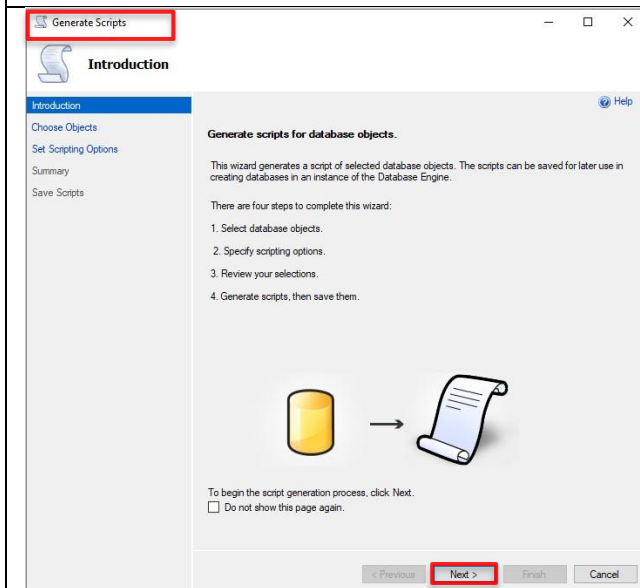 Generate Scripts
Introduction
Introduction
Help
Choose Objects
Set Scripting Options
Summary
Save Scripts
Generate scripts for database objects.
This wizard generates a script of selected database objects. The scripts can be saved for later use in
creating databases in an instance of the Database Engine.
There are four steps to complete this wizard:
1. Select database objects.
2. Specify scripting options.
3. Review your selections.
4. Generate scripts, then save them.
To begin the script generation process, click Next.
Do not show this page again.
< Previous Next > Finish Cancel